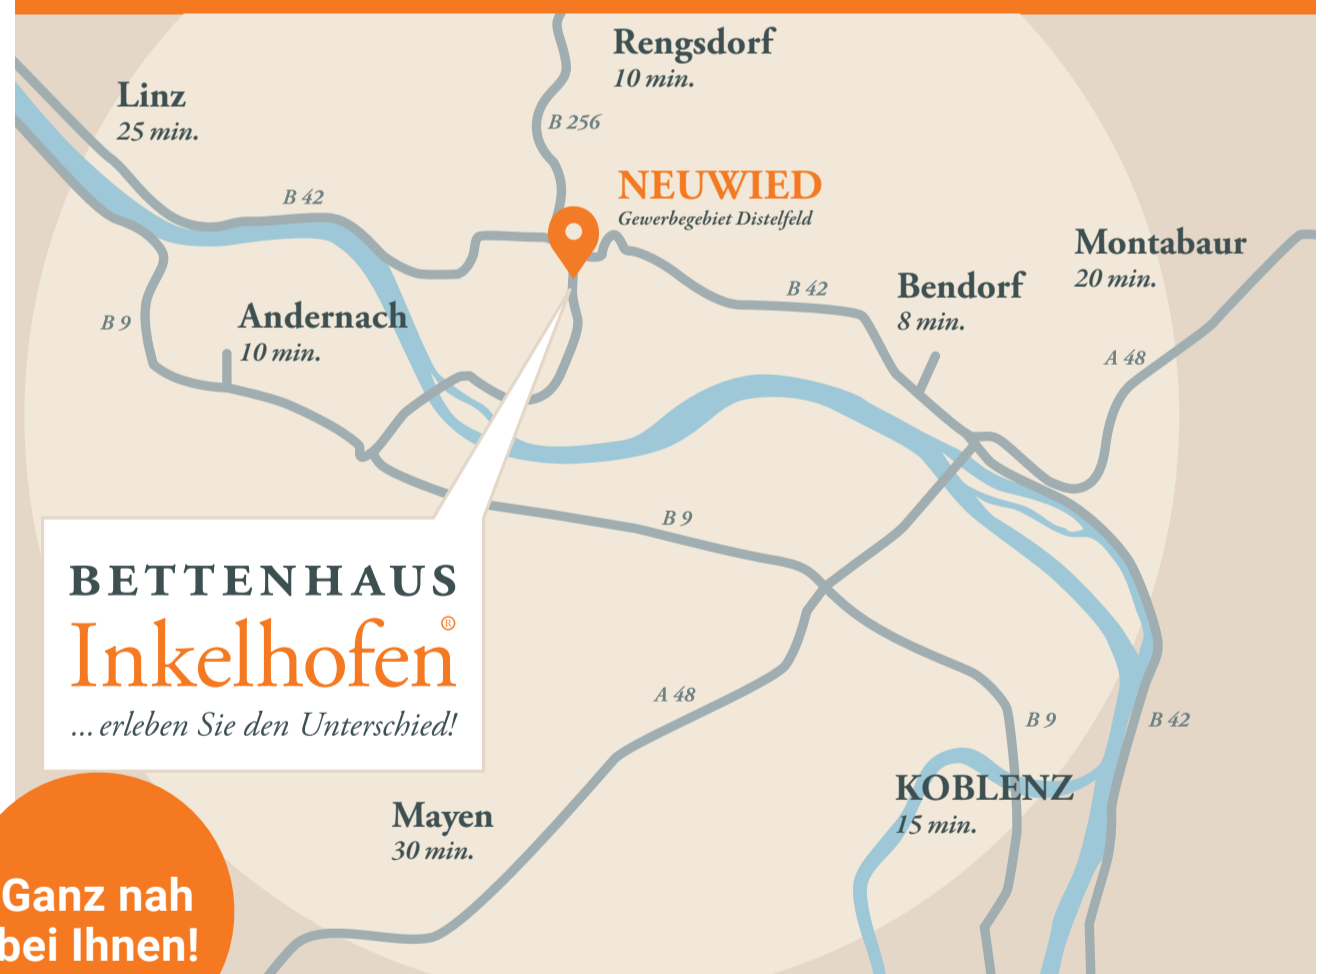 Rengsdorf
10 min.
Linz
25 min.
B 256
NEUWIED
Gewerbegebiet Distelfeld
B 42
Montabaur
20 min.
Bendorf
8 min.
B 42
Andernach
10 min.
B 9
A 48
B 9
BETTENHAUS
Inkelhofen®
... erleben Sie den Unterschied!
A 48
B 9
B 42
KOBLENZ
15 min.
Mayen
30 min.
Ganz nah
bei Ihnen!